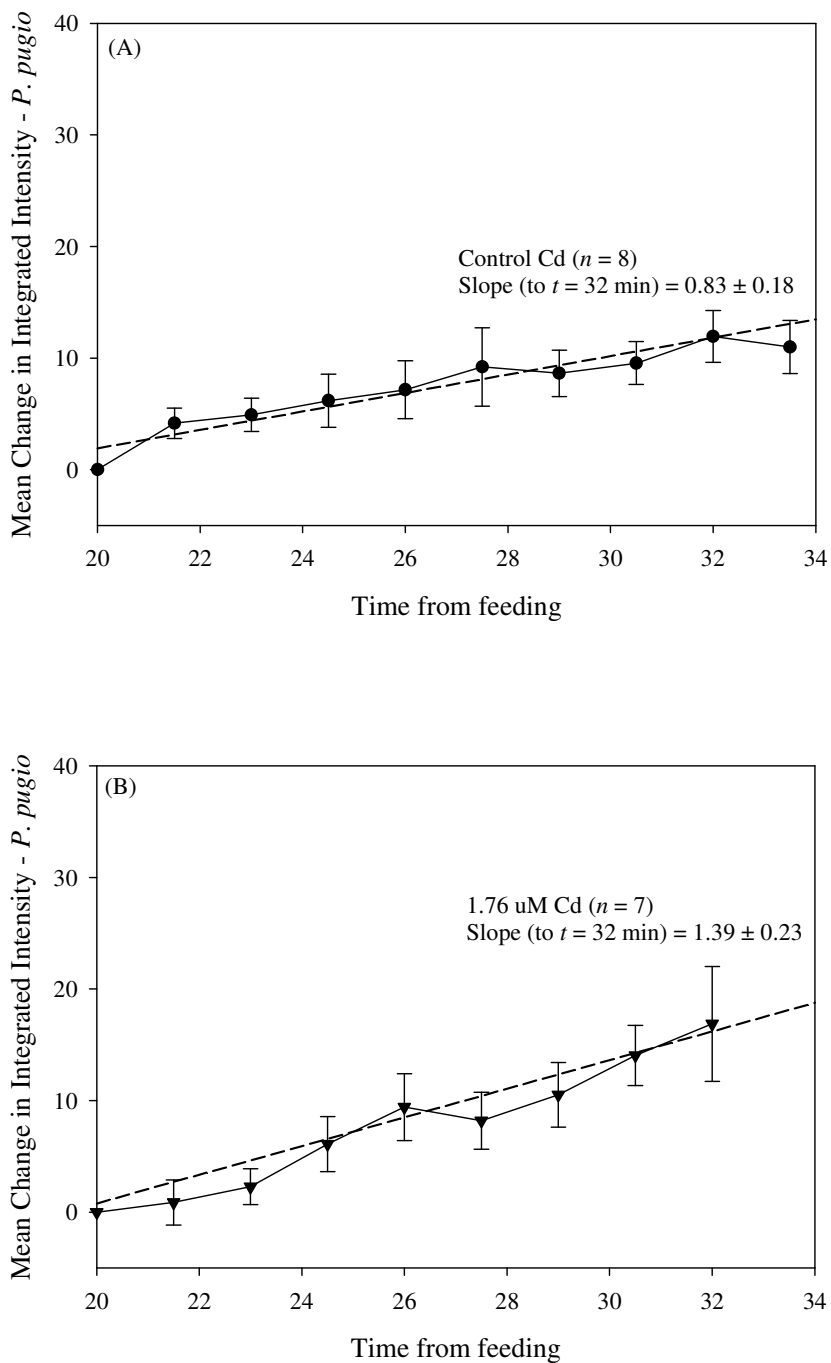 (A)
Mean Change in Integrated Intensity - P. pugio
40
30
20
10
0
Control Cd (n = 8)
Slope (to t = 32 min) = 0.83 ± 0.18
20 22 24 26 28 30 32 34
Time from feeding
(B)
Mean Change in Integrated Intensity - P. pugio
40
30
20
10
0
1.76 uM Cd (n = 7)
Slope (to t = 32 min) = 1.39 ± 0.23
20 22 24 26 28 30 32 34
Time from feeding